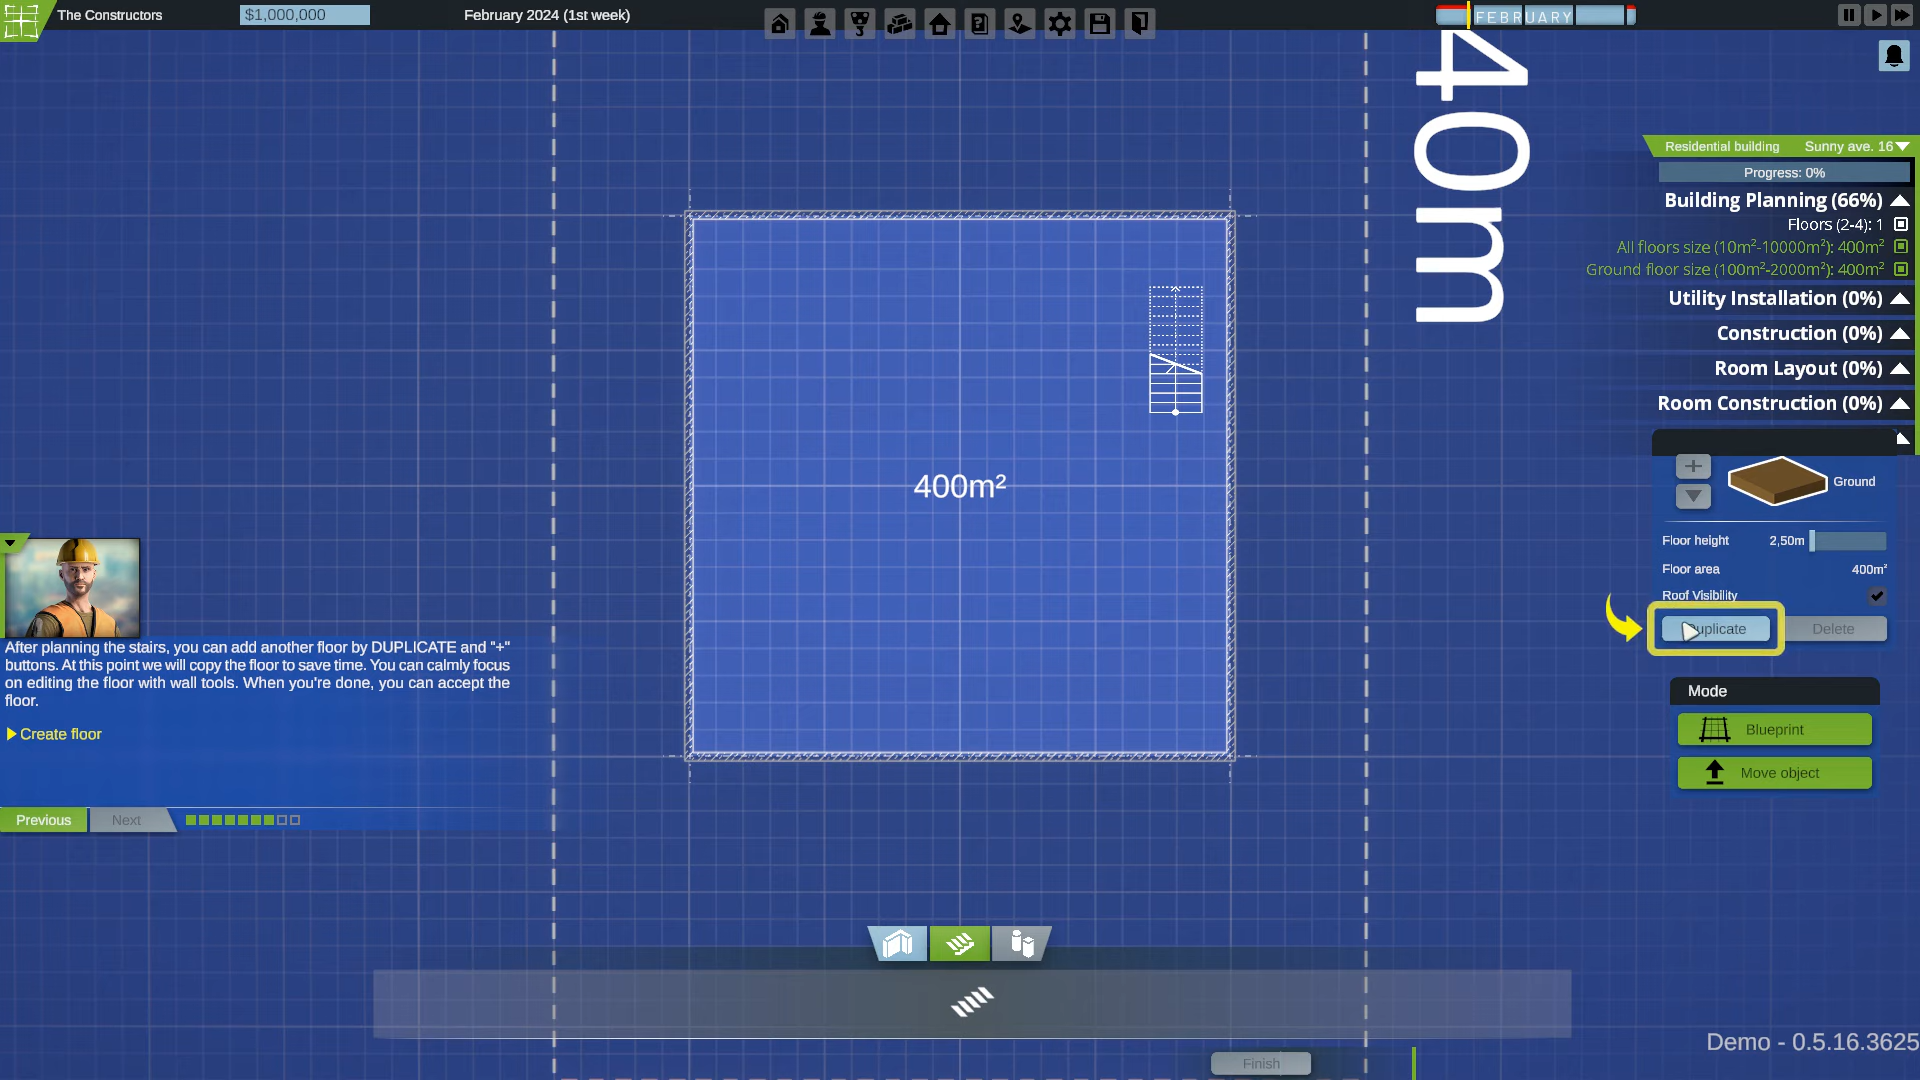 The Constructors
$1,000,000
February 2024 (1st week)
FEBRUARY
40m
Residential building
Sunny ave. 16
Progress: 0%
Building Planning (66%)
Floors (2-4): 1
All floors size (10m²-10000m²): 400m²
Ground floor size (100m²-2000m²): 400m²
Utility Installation (0%)
Construction (0%)
Room Layout (0%)
Room Construction (0%)
Ground
400m²
Floor height 2,50m
Floor area 400m²
Roof Visibility
Duplicate
Delete
After planning the stairs, you can add another floor by DUPLICATE and "+"
buttons. At this point we will copy the floor to save time. You can calmly focus
on editing the floor with wall tools. When you're done, you can accept the
floor.
Create floor
Mode
Blueprint
Move object
Previous
Next
Demo - 0.5.16.3625
Finish